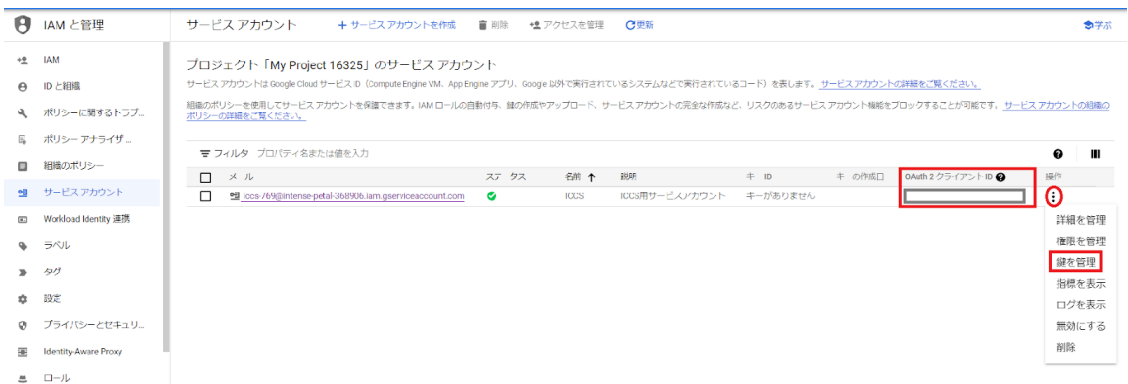 IAM と管理
サービス アカウント
サービス アカウントを作成
削除
アクセスを管理
更新
学ぶ
IAM
ID と組織
ポリシーに関するトラブ...
ポリシー アナライザ...
組織のポリシー
サービス アカウント
Workload Identity 連携
ラベル
タグ
設定
プライバシーとセキュリ...
Identity-Aware Proxy
ロール
プロジェクト「My Project 16325」のサービス アカウント
サービス アカウントは Google Cloud サービス ID（Compute Engine VM、App Engine アプリ、Google 以外で実行されているシステムなどで実行されているコード）を表します。 サービス アカウントの詳細をご覧ください。
組織のポリシーを使用してサービス アカウントを保護できます。IAM ロールの自動付与、鍵の作成やアップロード、サービス アカウントの完全な作成など、リスクのあるサービス アカウント機能をブロックすることが可能です。 サービス アカウントの組織の
ポリシーの詳細をご覧ください。
フィルタ プロパティ名または値を入力
メール ステータス 名前 説明 キー ID キーの作成日 OAuth 2 クライアント ID 操作
iccs-769@intense-petal-368906.iam.gserviceaccount.com ICCS ICCS用サービスアカウント キーがありません
詳細を管理
権限を管理
鍵を管理
指標を表示
ログを表示
無効にする
削除